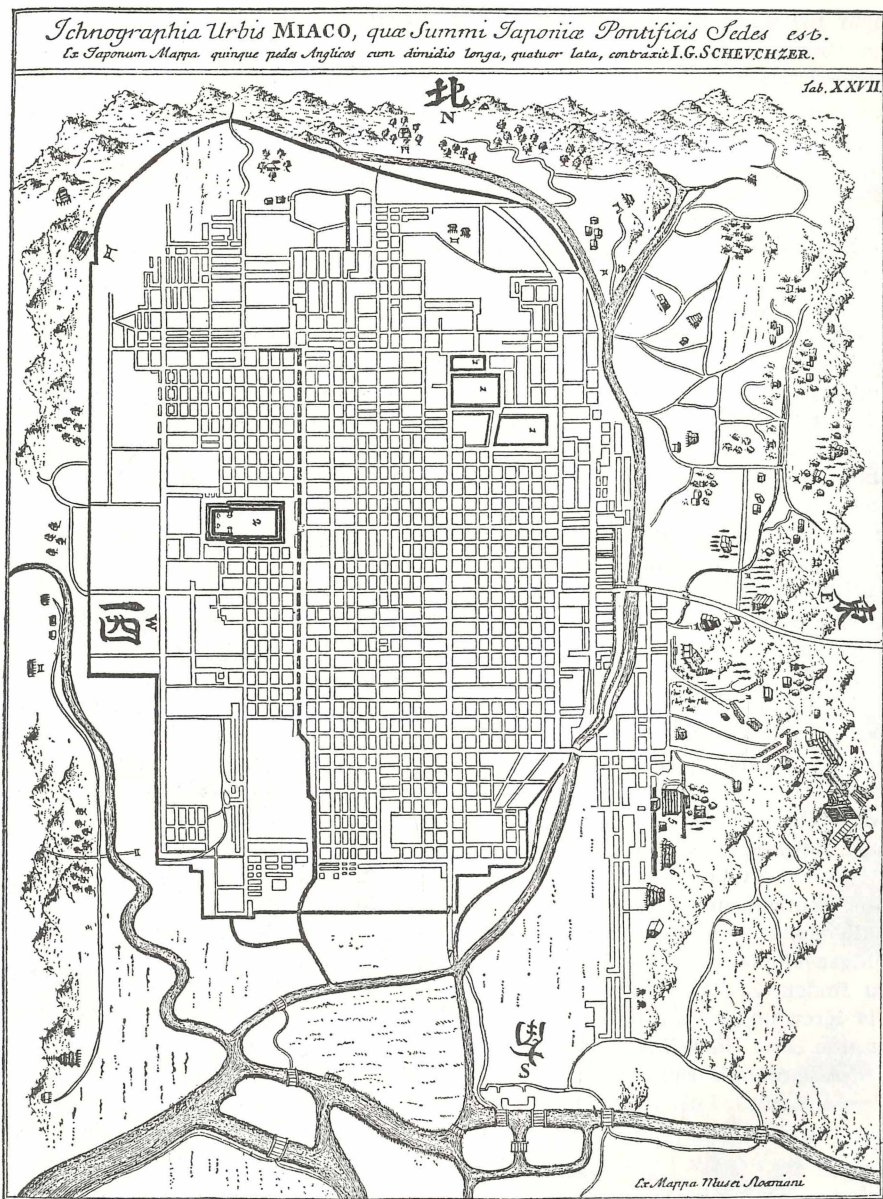 Ichnographia Urbis MIACO, quæ Summi Japoniæ Pontificis Sedes est.
Ex Japonum Mappa quinque pedes Anglicos cum dimidio longa, quatuor lata, contraxit I.G.SCHEVCHZER.
Tab. XXVII
北
N
東
E
西
W
S
Ex Mappa Musei Sloaniani